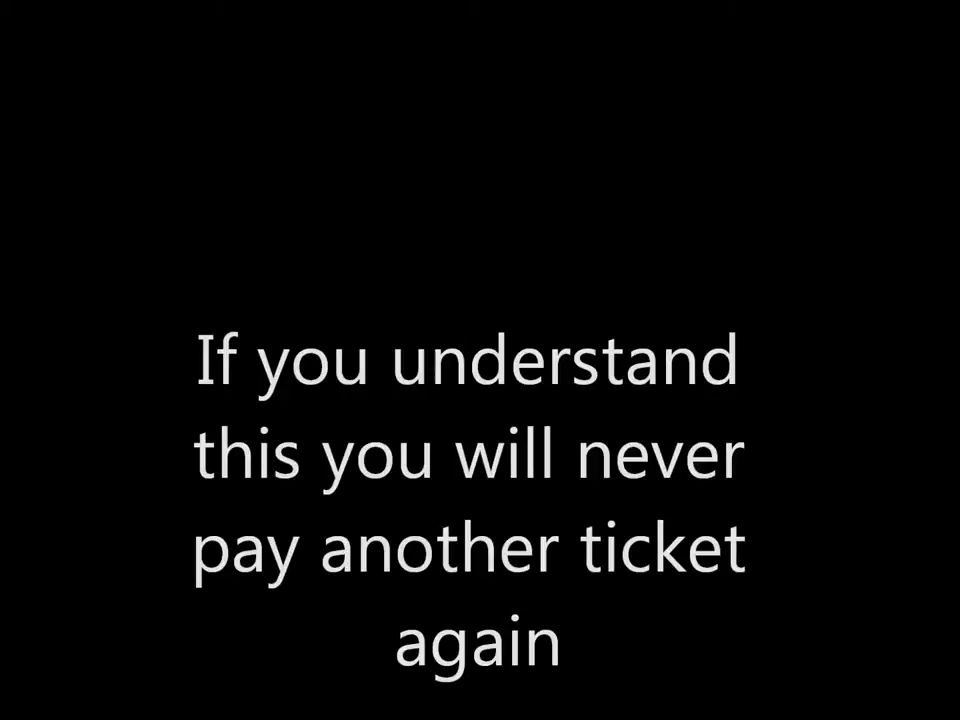 If you understand
this you will never
pay another ticket
again